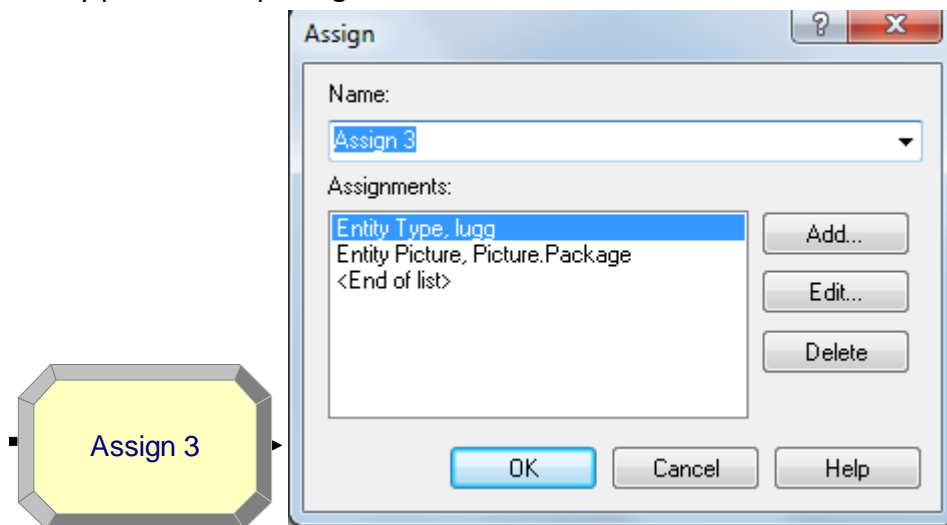 Assign
?
X
Name:
Assign 3
Assignments:
Entity Type, lugg
Entity Picture, Picture.Package
<End of list>
Add...
Edit...
Delete
Assign 3
OK
Cancel
Help